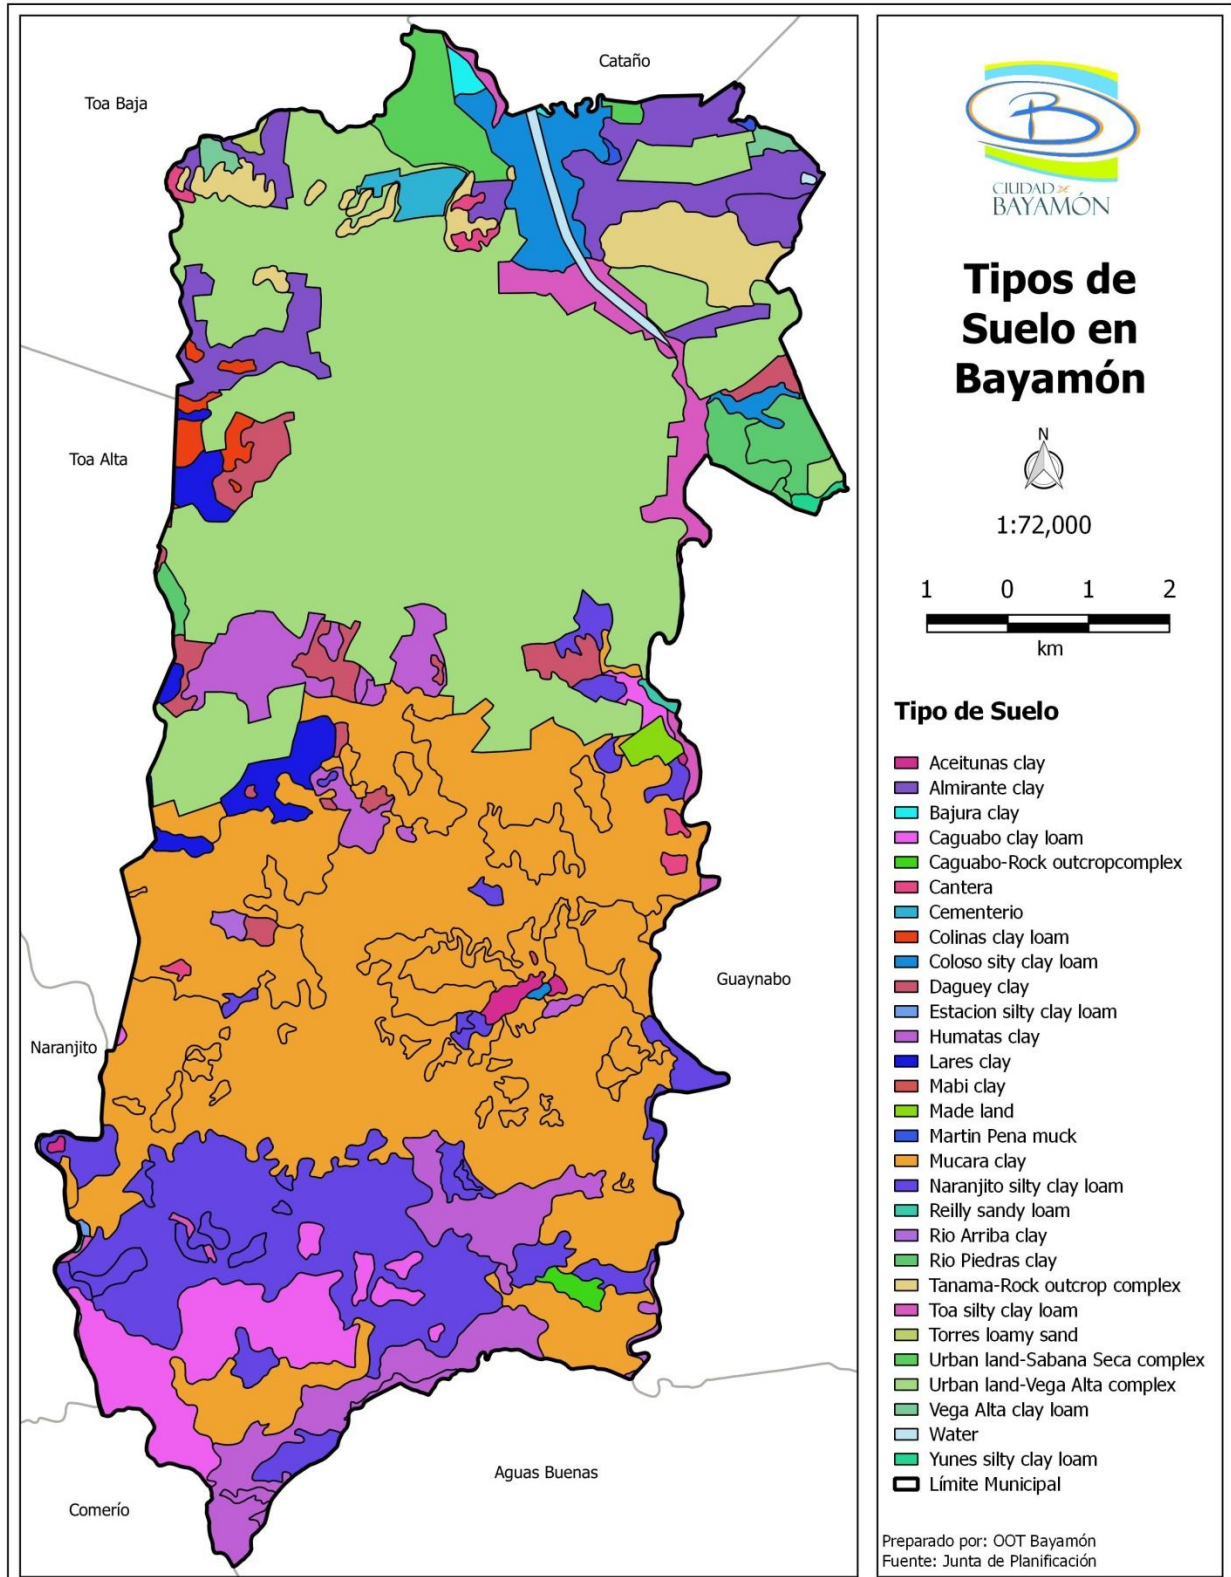 Cataño
Toa Baja
Toa Alta
Guaynabo
Naranjito
Aguas Buenas
Comerío
CIUDAD DE
BAYAMÓN
Tipos de
Suelo en
Bayamón
N
1:72,000
1 0 1 2
km
Tipo de Suelo
Aceitunas clay
Almirante clay
Bajura clay
Caguabo clay loam
Caguabo-Rock outcropcomplex
Cantera
Cementerio
Colinas clay loam
Coloso sity clay loam
Daguey clay
Estacion silty clay loam
Humatas clay
Lares clay
Mabi clay
Made land
Martin Pena muck
Mucara clay
Naranjito silty clay loam
Reilly sandy loam
Rio Arriba clay
Rio Piedras clay
Tanama-Rock outcrop complex
Toa silty clay loam
Torres loamy sand
Urban land-Sabana Seca complex
Urban land-Vega Alta complex
Vega Alta clay loam
Water
Yunes silty clay loam
Límite Municipal
Preparado por: OOT Bayamón
Fuente: Junta de Planificación